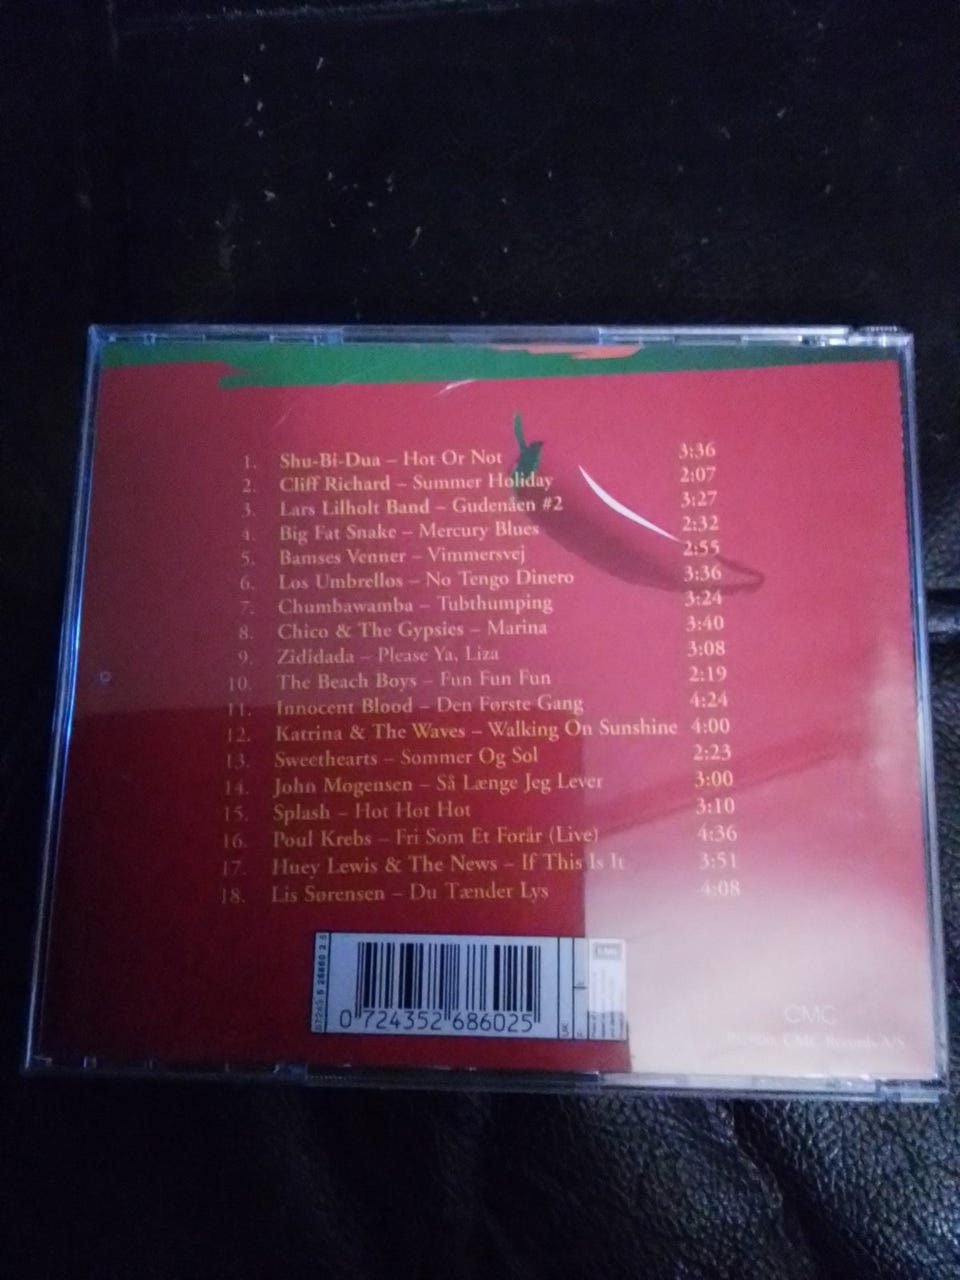 1. Shu-Bi-Dua – Hot Or Not 3:36
2. Cliff Richard – Summer Holiday 2:07
3. Lars Lilholt Band – Gudenåen #2 3:27
4. Big Fat Snake – Mercury Blues 2:32
5. Bamses Venner – Vimmersvej 2:55
6. Los Umbrellos – No Tengo Dinero 3:36
7. Chumbawamba – Tubthumping 3:24
8. Chico & The Gypsies – Marina 3:40
9. Zididada – Please Ya, Liza 3:08
10. The Beach Boys – Fun Fun Fun 2:19
11. Innocent Blood – Den Første Gang 4:24
12. Katrina & The Waves – Walking On Sunshine 4:00
13. Sweethearts – Sommer Og Sol 2:23
14. John Mogensen – Så Længe Jeg Lever 3:00
15. Splash – Hot Hot Hot 3:10
16. Poul Krebs – Fri Som Et Forår (Live) 4:36
17. Huey Lewis & The News – If This Is It 3:51
18. Lis Sørensen – Du Tænder Lys 4:08
0 724352 686025
UK
F
CMC
CMC Records A/S